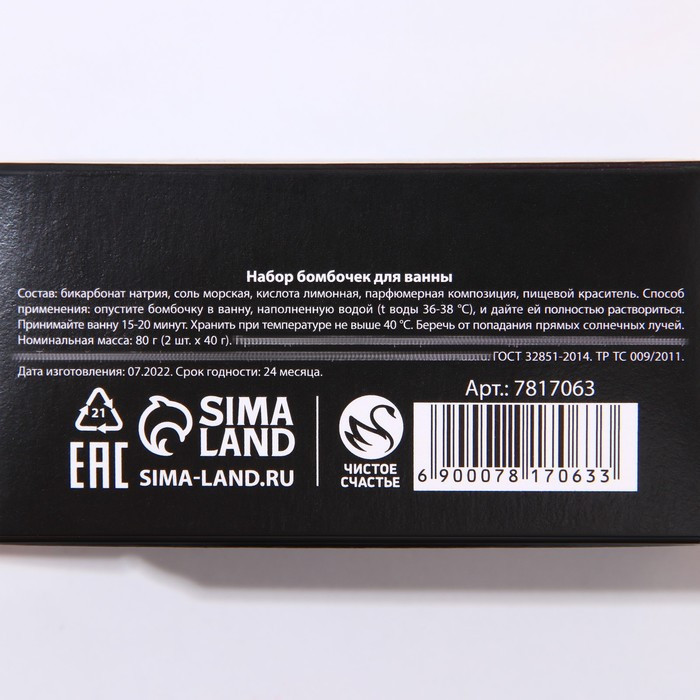 Набор бомбочек для ванны
Состав: бикарбонат натрия, соль морская, кислота лимонная, парфюмерная композиция, пищевой краситель. Способ
применения: опустите бомбочку в ванну, наполненную водой (t воды 36-38 °C), и дайте ей полностью раствориться.
Принимайте ванну 15-20 минут. Хранить при температуре не выше 40 °C. Беречь от попадания прямых солнечных лучей.
Номинальная масса: 80 г (2 шт. х 40 г).
ГОСТ 32851-2014. ТР ТС 009/2011.
Дата изготовления: 07.2022. Срок годности: 24 месяца.
Арт.: 7817063
21
EAC
SIMA
LAND
SIMA-LAND.RU
ЧИСТОЕ
СЧАСТЬЕ
6 900078 170633